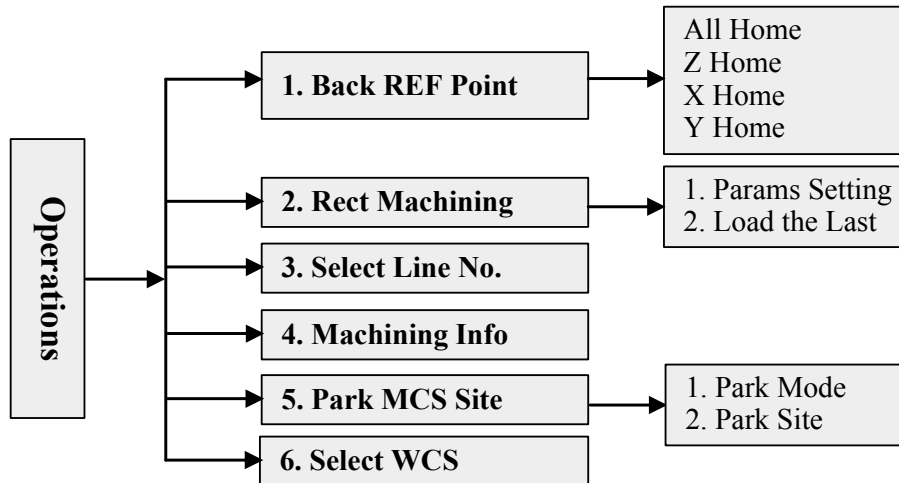 Operations
1. Back REF Point
All Home
Z Home
X Home
Y Home
2. Rect Machining
1. Params Setting
2. Load the Last
3. Select Line No.
4. Machining Info
5. Park MCS Site
1. Park Mode
2. Park Site
6. Select WCS